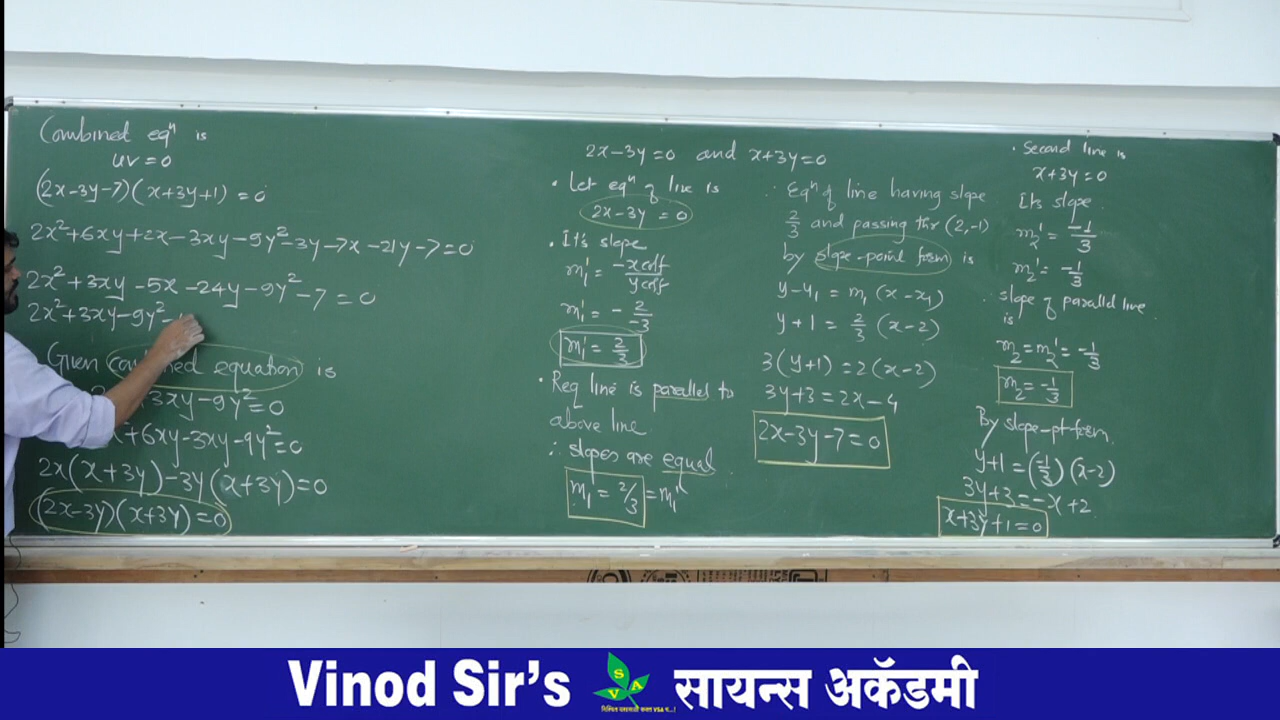 Combined eqⁿ is
uv = 0
(2x-3y-7)(x+3y+1) = 0
2x²+6xy+2x-3xy-9y²-3y-7x-21y-7=0
2x²+3xy-5x-24y-9y²-7=0
2x²+3xy-9y²-
Given combined equation is
3xy-9y²=0
+6xy-3xy-9y²=0
2x(x+3y)-3y(x+3y)=0
(2x-3y)(x+3y)=0
2x-3y=0 and x+3y=0
• Let eqⁿ of line is
2x-3y=0
• It's slope
m₁' = -x coff / y coff
m₁' = - 2/-3
m₁' = 2/3
• Req line is parallel to
above line
∴ slopes are equal
m₁ = 2/3 = m₁'
∴ Eqⁿ of line having slope
2/3 and passing thr (2,-1)
by slope-point form is
y-y₁ = m₁(x-x₁)
y+1 = 2/3 (x-2)
3(y+1)=2(x-2)
3y+3=2x-4
2x-3y-7=0
• Second line is
x+3y=0
Its slope
m₂' = -1/3
m₂' = -1/3
∴ slope of parallel line
is
m₂=m₂'=-1/3
m₂=-1/3
By slope-pt form.
y+1=(-1/3)(x-2)
3y+3=-x+2
x+3y+1=0
Vinod Sir's VSA सायन्स अकॅडमी